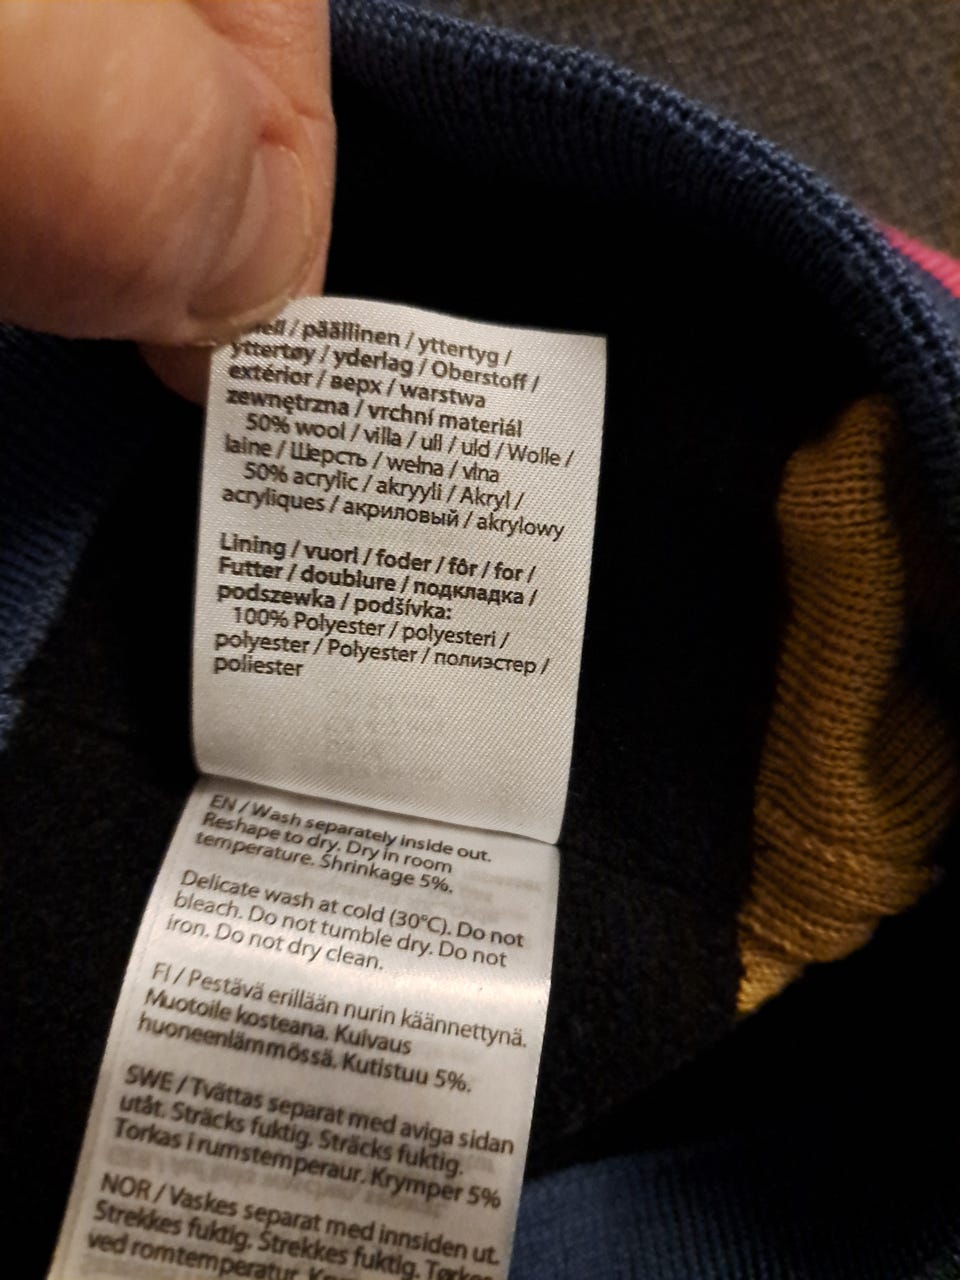 / päällinen / yttertyg /
yttertøy / yderlag / Oberstoff /
extérior / верх / warstwa
zewnętrzna / vrchní materiál
50% wool / villa / ull / uld / Wolle /
laine / Шерсть / wełna / vlna
50% acrylic / akryyli / Akryl /
acryliques / акриловый / akrylowy
Lining / vuori / foder / fôr / for /
Futter / doublure / подкладка /
podszewka / podšívka:
100% Polyester / polyesteri /
polyester / Polyester / полиэстер /
poliester
EN / Wash separately inside out.
Reshape to dry. Dry in room
temperature. Shrinkage 5%.
Delicate wash at cold (30°C). Do not
bleach. Do not tumble dry. Do not
iron. Do not dry clean.
FI / Pestävä erillään nurin käännettynä.
Muotoile kosteana. Kuivaus
huoneenlämmössä. Kutistuu 5%.
SWE / Tvättas separat med aviga sidan
utåt. Sträcks fuktig. Sträcks fuktig.
Torkas i rumstemperaur. Krymper 5%
NOR / Vaskes separat med innsiden ut.
Strekkes fuktig. Strekkes fuktig. Tørkes
ved romtemperatur.